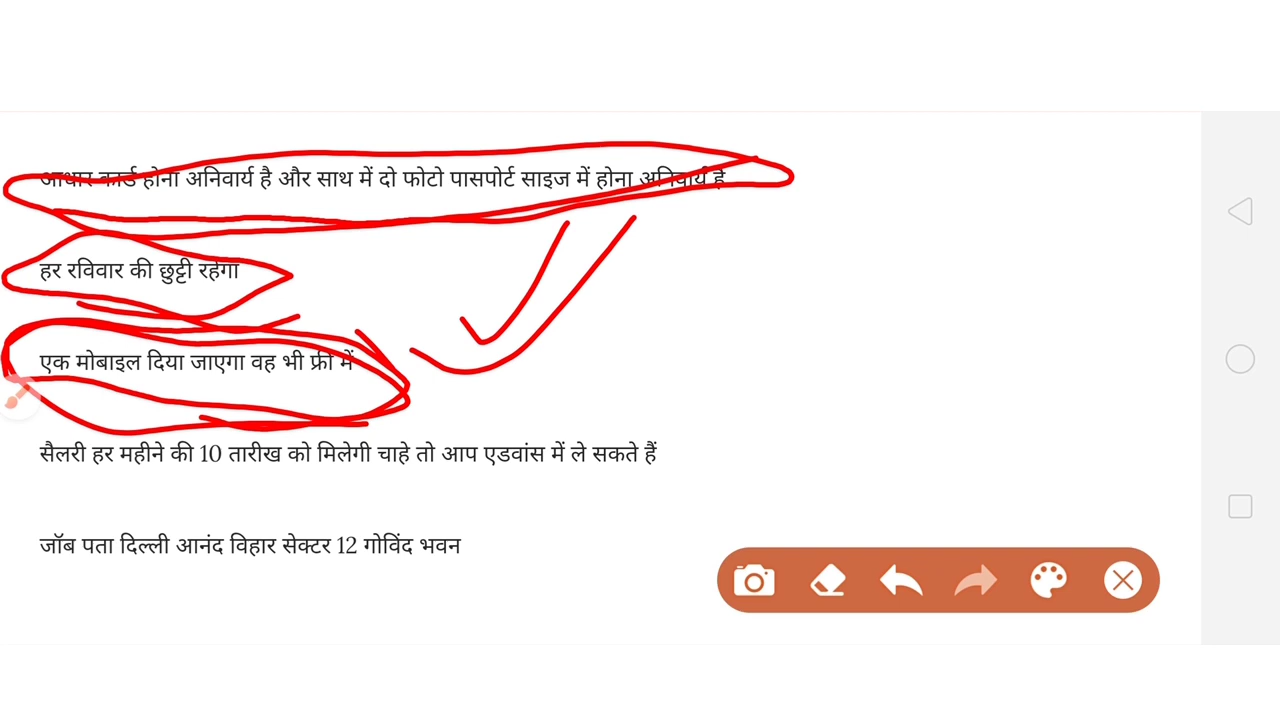 आधार कार्ड होना अनिवार्य है और साथ में दो फोटो पासपोर्ट साइज में होना अनिवार्य है
हर रविवार की छुट्टी रहेगा
एक मोबाइल दिया जाएगा वह भी फ्री में
सैलरी हर महीने की 10 तारीख को मिलेगी चाहे तो आप एडवांस में ले सकते हैं
जॉब पता दिल्ली आनंद विहार सेक्टर 12 गोविंद भवन